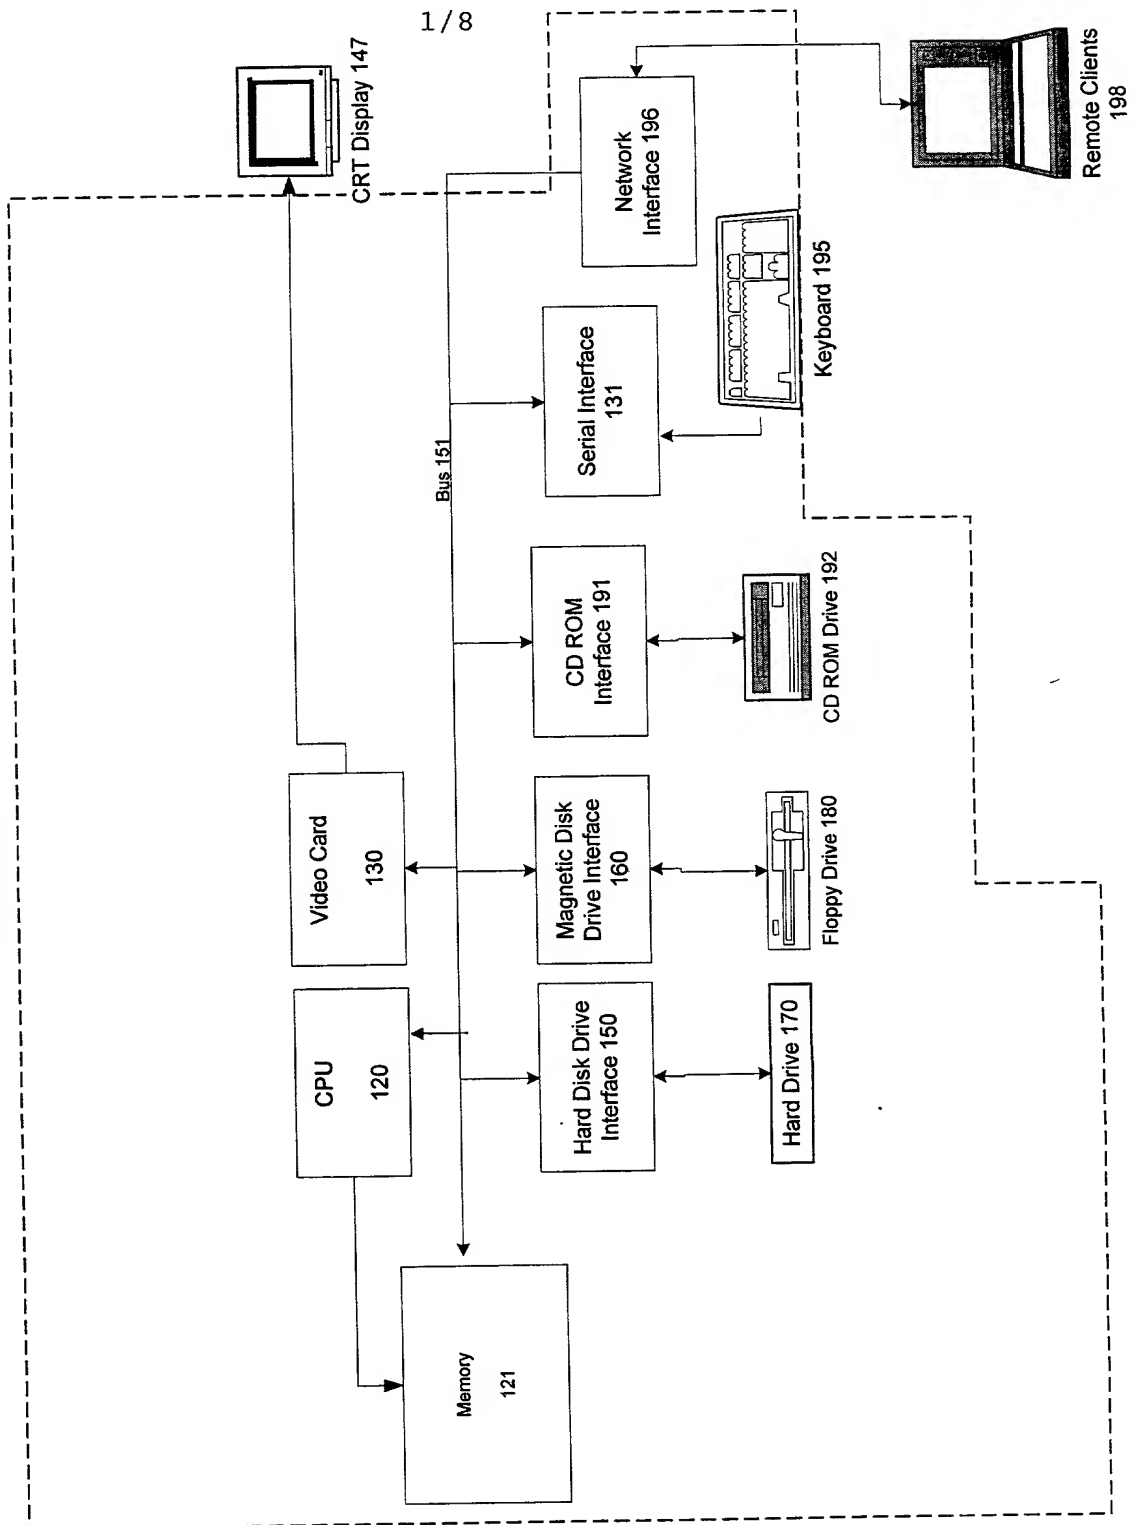 1/8
CRT Display 147
Network
Interface 196
Remote Clients
198
Keyboard 195
Serial Interface
131
Bus 151
CD ROM
Interface 191
CD ROM Drive 192
Video Card
130
Magnetic Disk
Drive Interface
160
Floppy Drive 180
CPU
120
Hard Disk Drive
Interface 150
Hard Drive 170
Memory
121